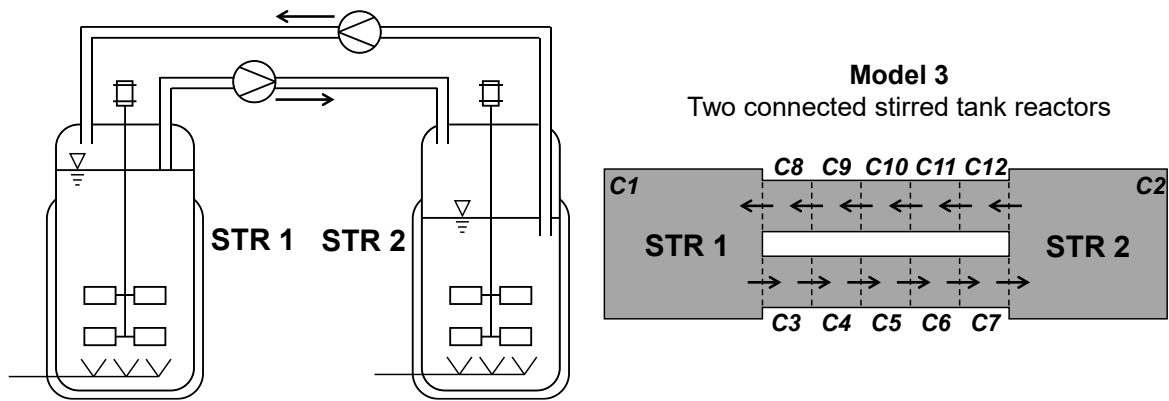 STR 1
STR 2
Model 3
Two connected stirred tank reactors
C8 C9 C10 C11 C12
C1
C2
STR 1
STR 2
C3 C4 C5 C6 C7